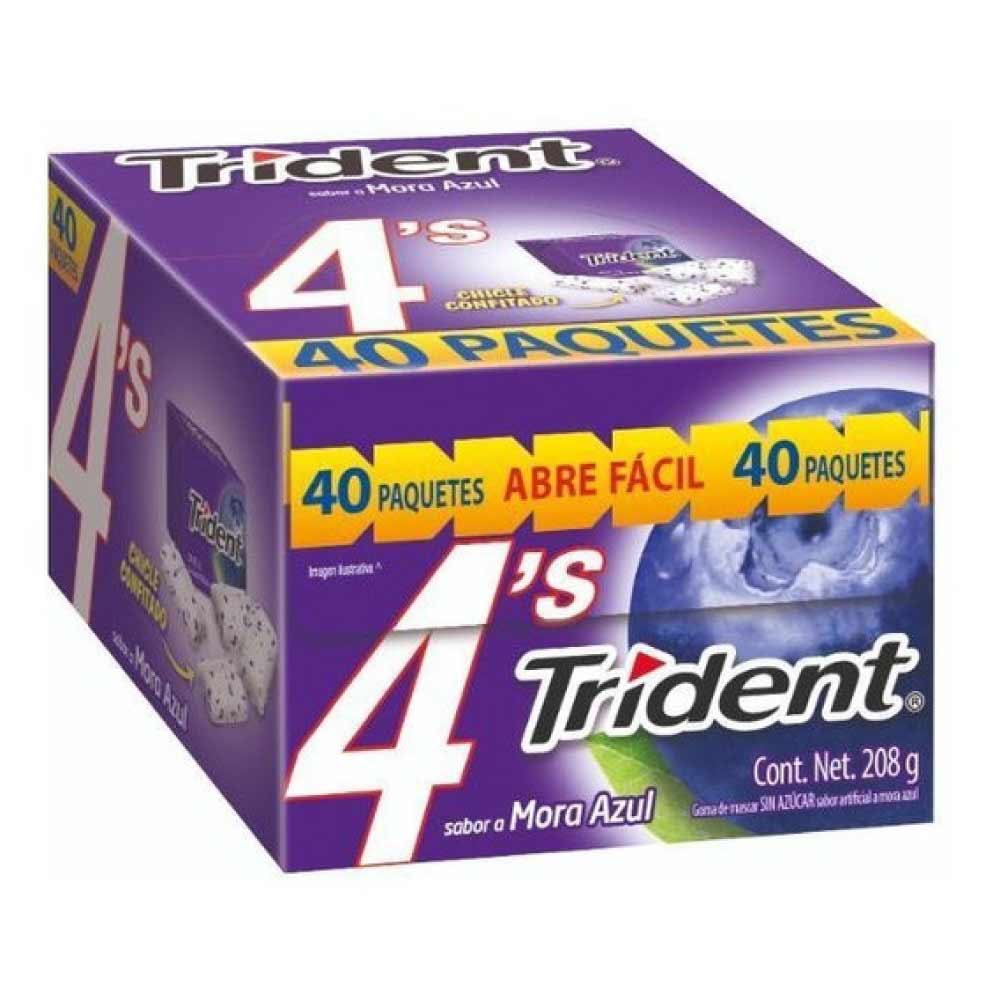 Trident®
sabor a Mora Azul
4's
Trident
CHICLE
CONFITADO
40 PAQUETES
40
PAQUETES
4's
Trident
CHICLE
CONFITADO
sabor a Mora Azul
40 PAQUETES ABRE FÁCIL 40 PAQUETES
Imagen ilustrativa ^
4's
Trident®
Cont. Net. 208 g
Goma de mascar SIN AZÚCAR sabor artificial a mora azul
sabor a Mora Azul